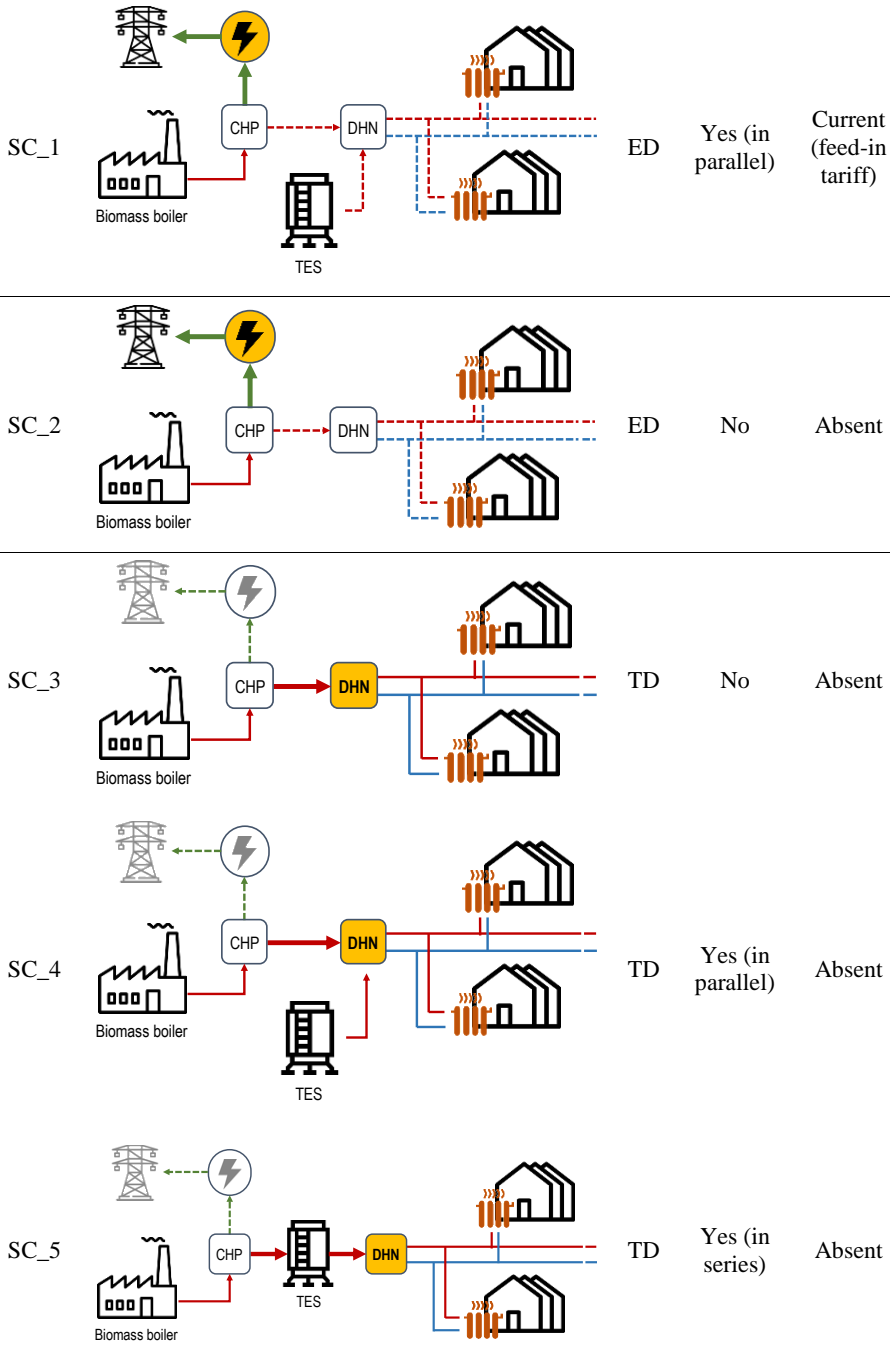 CHP
DHN
SC_1
ED
Yes (in
parallel)
Current
(feed-in
tariff)
Biomass boiler
TES
SC_2
CHP
DHN
ED
No
Absent
Biomass boiler
SC_3
CHP
DHN
TD
No
Absent
Biomass boiler
SC_4
CHP
DHN
TD
Yes (in
parallel)
Absent
Biomass boiler
TES
SC_5
CHP
TES
DHN
TD
Yes (in
series)
Absent
Biomass boiler